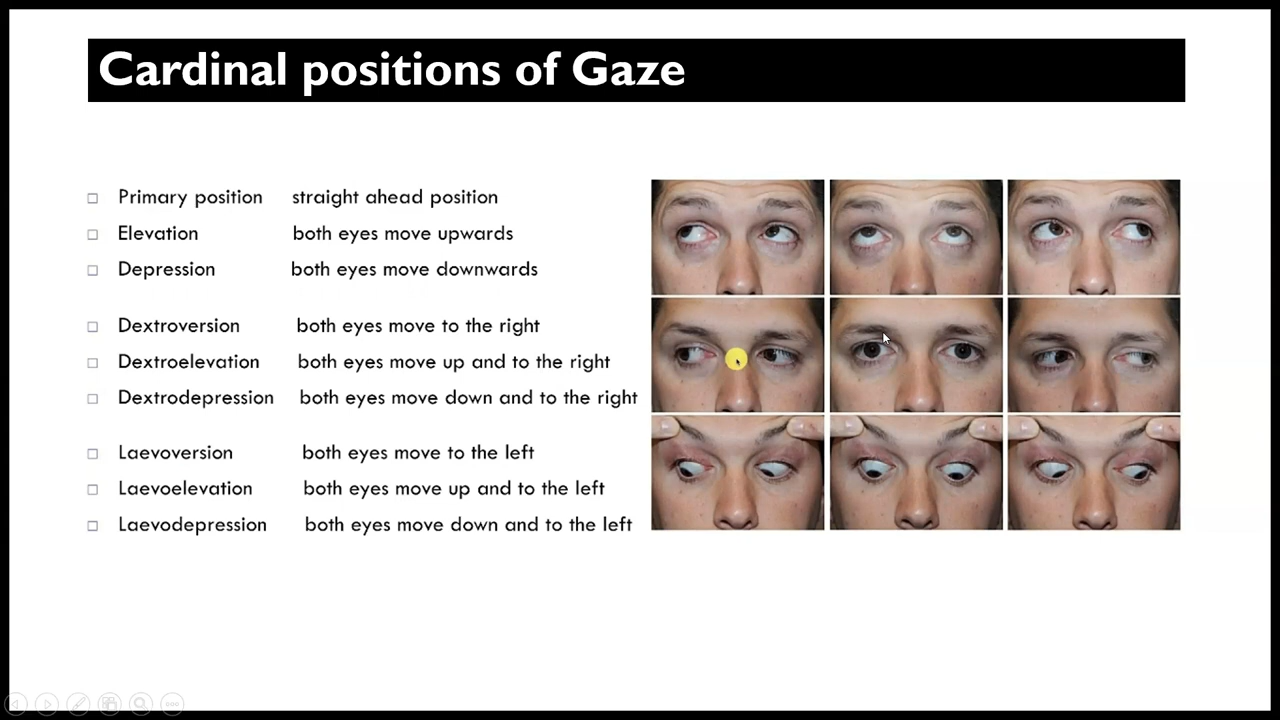 Cardinal positions of Gaze
Primary position straight ahead position
Elevation both eyes move upwards
Depression both eyes move downwards
Dextroversion both eyes move to the right
Dextroelevation both eyes move up and to the right
Dextrodepression both eyes move down and to the right
Laevoversion both eyes move to the left
Laevoelevation both eyes move up and to the left
Laevodepression both eyes move down and to the left